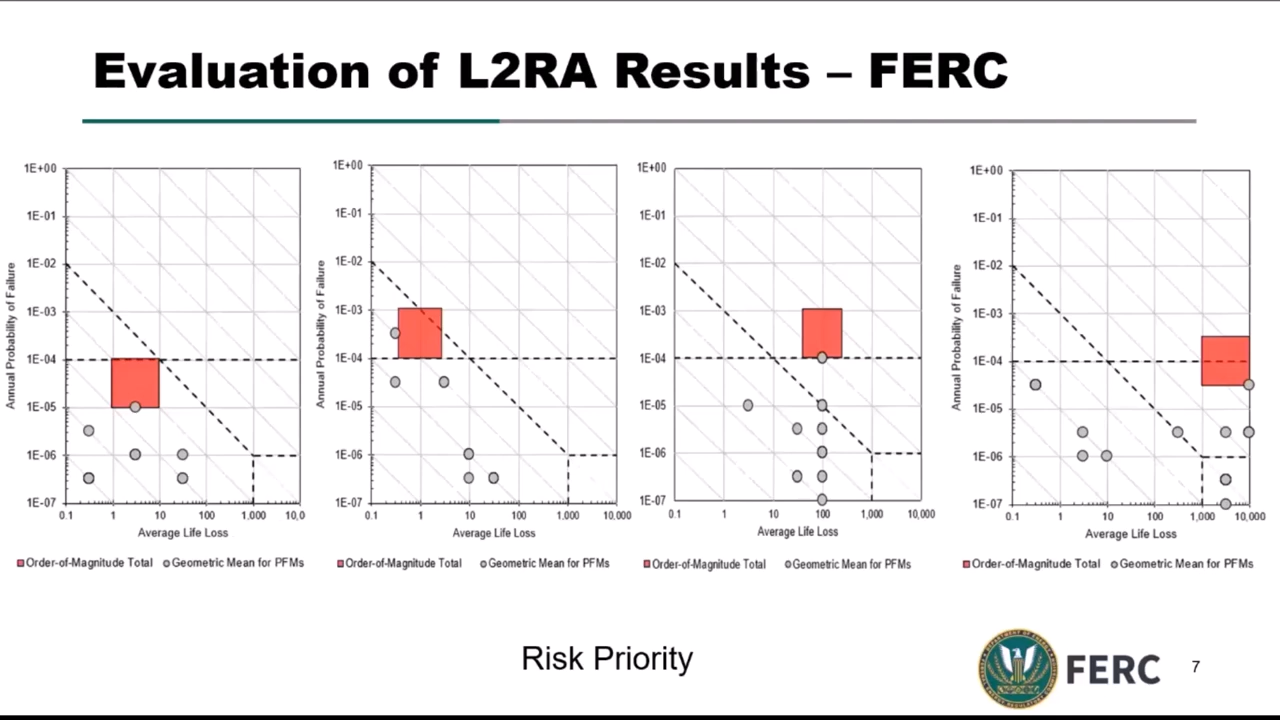 Evaluation of L2RA Results – FERC
1E+00
1E-01
1E-02
1E-03
1E-04
1E-05
1E-06
1E-07
Annual Probability of Failure
0.1 1 10 100 1,000 10,0
Average Life Loss
Order-of-Magnitude Total Geometric Mean for PFMs
1E+00
1E-01
1E-02
1E-03
1E-04
1E-05
1E-06
1E-07
Annual Probability of Failure
0.1 1 10 100 1,000 10,000
Average Life Loss
Order-of-Magnitude Total Geometric Mean for PFMs
1E+00
1E-01
1E-02
1E-03
1E-04
1E-05
1E-06
1E-07
0.1 1 10 100 1,000 10,000
Average Life Loss
Order-of-Magnitude Total Geometric Mean for PFMs
1E+00
1E-01
1E-02
1E-03
1E-04
1E-05
1E-06
1E-07
Annual Probability of Failure
0.1 1 10 100 1,000 10,000
Average Life Loss
Order-of-Magnitude Total Geometric Mean for PFMs
Risk Priority
FERC
7